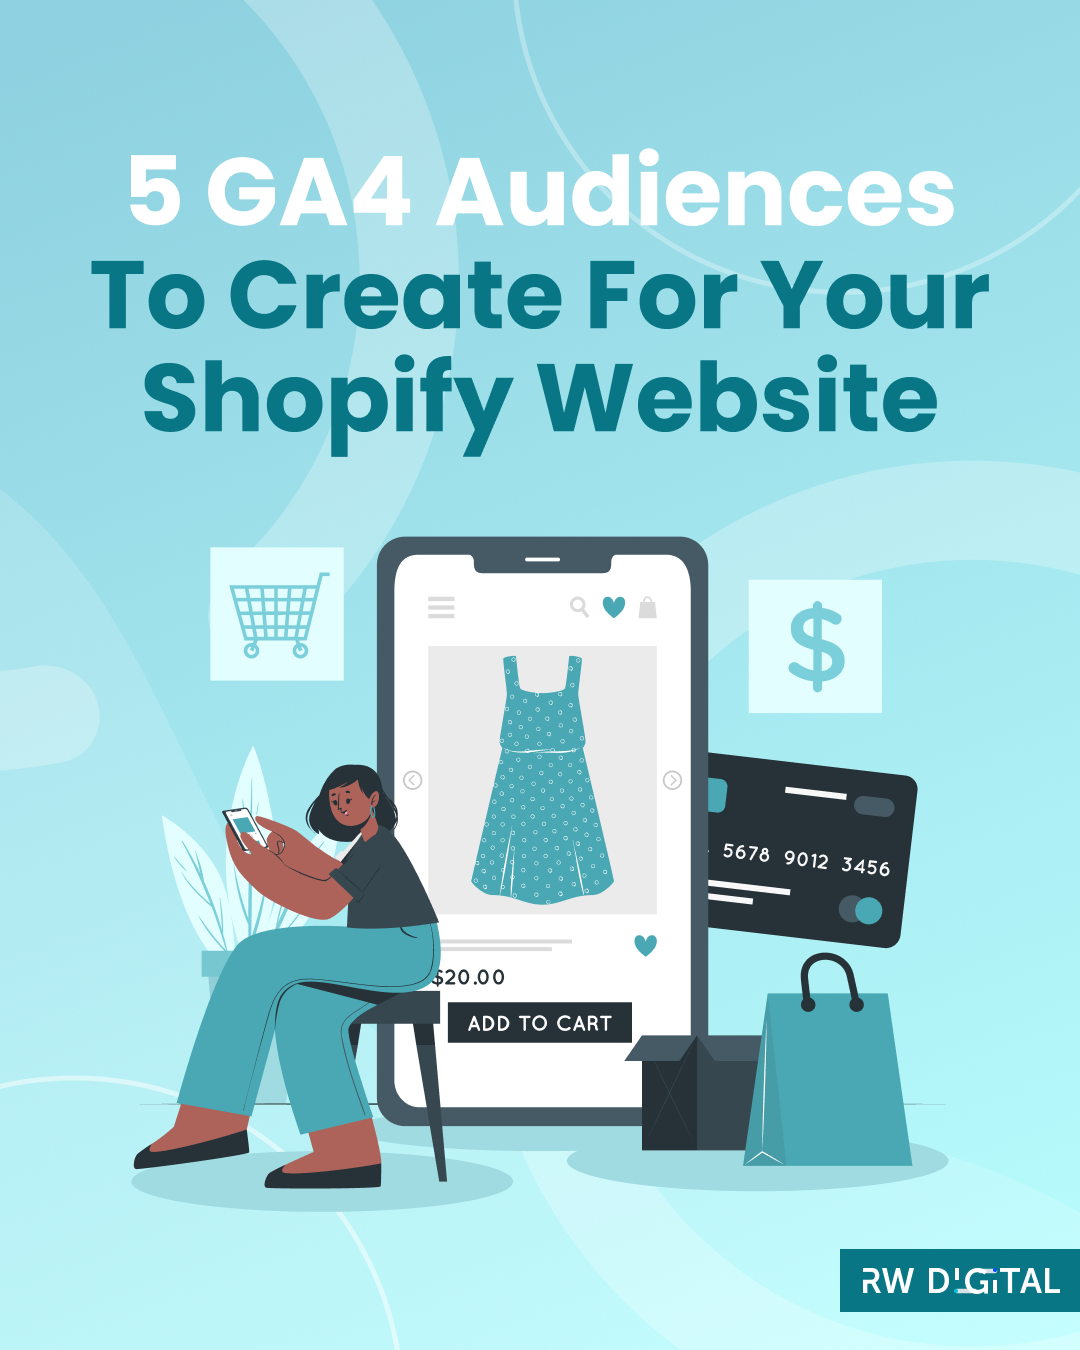 5 GA4 Audiences
To Create For Your
Shopify Website
5678 9012 3456
$20.00
ADD TO CART
RW DIGITAL